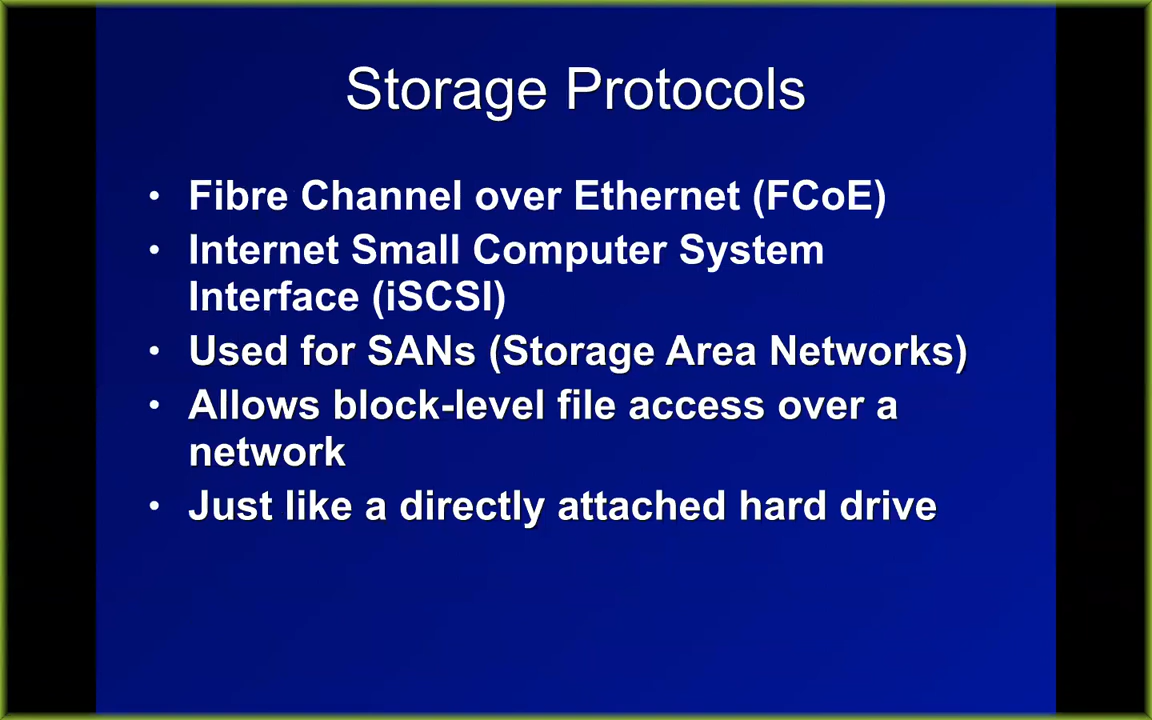 Storage Protocols
• Fibre Channel over Ethernet (FCoE)
• Internet Small Computer System
Interface (iSCSI)
• Used for SANs (Storage Area Networks)
• Allows block-level file access over a
network
• Just like a directly attached hard drive